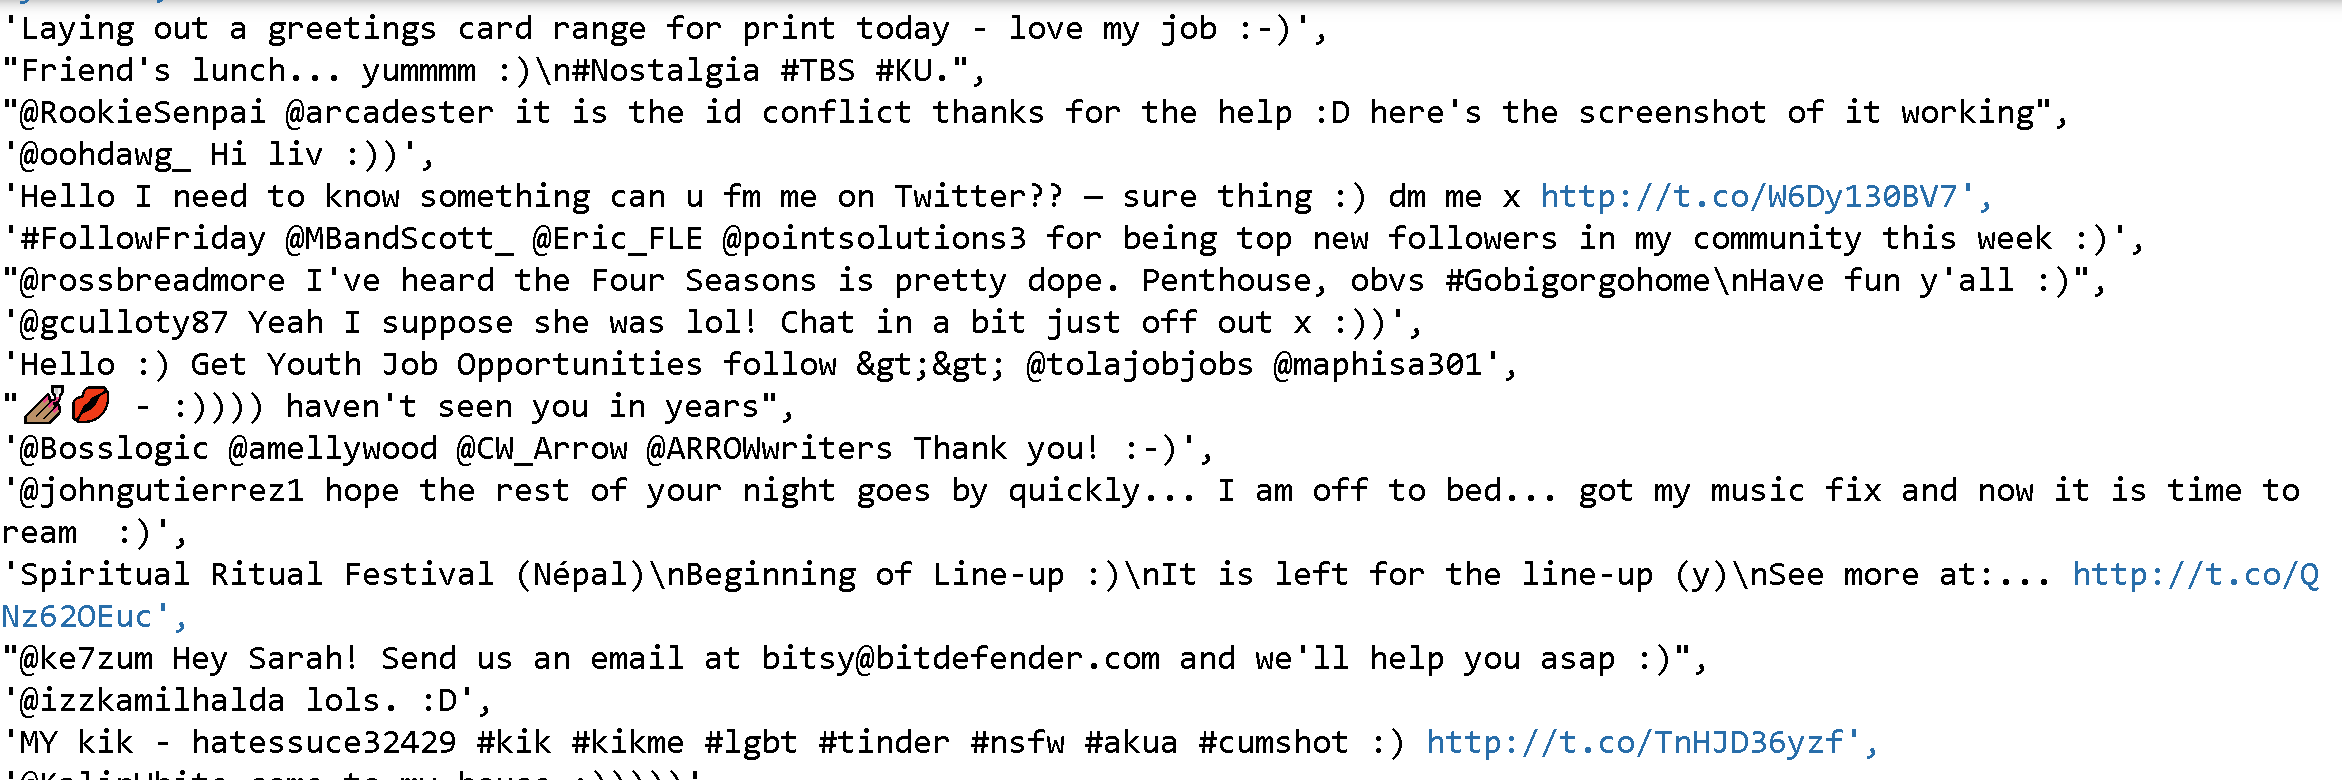 'Laying out a greetings card range for print today - love my job :-)',
"Friend's lunch... yummmm :)\n#Nostalgia #TBS #KU.",
"@RookieSenpai @arcadester it is the id conflict thanks for the help :D here's the screenshot of it working",
'@oohdawg_ Hi liv :))',
'Hello I need to know something can u fm me on Twitter?? — sure thing :) dm me x http://t.co/W6Dy130BV7',
'#FollowFriday @MBandScott_ @Eric_FLE @pointsolutions3 for being top new followers in my community this week :)',
"@rossbreadmore I've heard the Four Seasons is pretty dope. Penthouse, obvs #Gobigorgohome\nHave fun y'all :)",
'@gculloty87 Yeah I suppose she was lol! Chat in a bit just off out x :))',
'Hello :) Get Youth Job Opportunities follow &gt;&gt; @tolajobjobs @maphisa301',
"💅🏽💋 - :)))) haven't seen you in years",
'@Bosslogic @amellywood @CW_Arrow @ARROWwriters Thank you! :-)',
'@johngutierrez1 hope the rest of your night goes by quickly... I am off to bed... got my music fix and now it is time to
ream  :)',
'Spiritual Ritual Festival (Népal)\nBeginning of Line-up :)\nIt is left for the line-up (y)\nSee more at:... http://t.co/Q
Nz62OEuc',
"@ke7zum Hey Sarah! Send us an email at bitsy@bitdefender.com and we'll help you asap :)",
'@izzkamilhalda lols. :D',
'MY kik - hatessuce32429 #kik #kikme #lgbt #tinder #nsfw #akua #cumshot :) http://t.co/TnHJD36yzf',
come to my house :)))))'